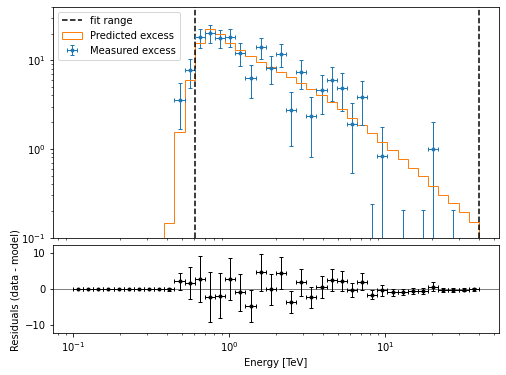 fit range
Predicted excess
Measured excess
10¹
10⁰
10⁻¹
10
0
−10
Residuals (data - model)
10⁻¹
10⁰
10¹
Energy [TeV]